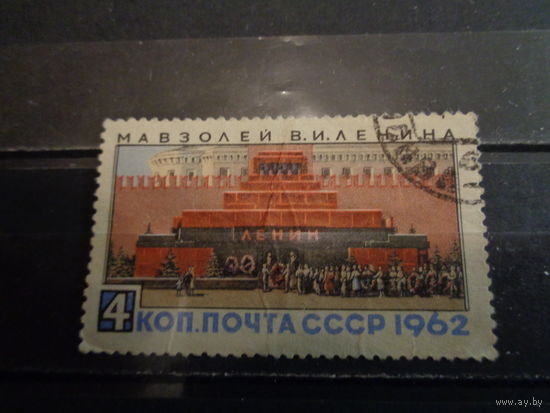 МАВЗОЛЕЙ В.И.ЛЕНИНА
ЛЕНИН
4 КОП. ПОЧТА СССР 1962
www.ay.by